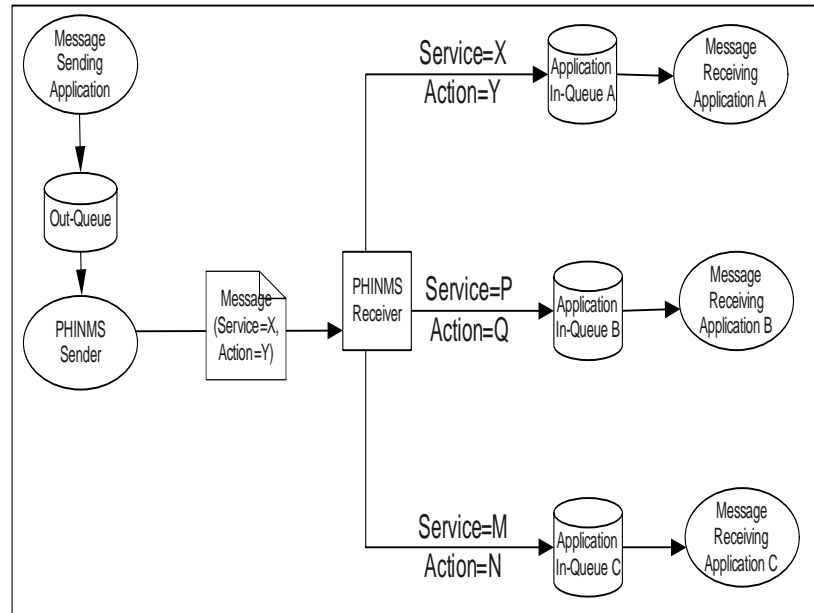 Message
Sending
Application
Out-Queue
PHINMS
Sender
Message
(Service=X,
Action=Y)
PHINMS
Receiver
Service=X
Action=Y
Application
In-Queue A
Message
Receiving
Application A
Service=P
Action=Q
Application
In-Queue B
Message
Receiving
Application B
Service=M
Action=N
Application
In-Queue C
Message
Receiving
Application C